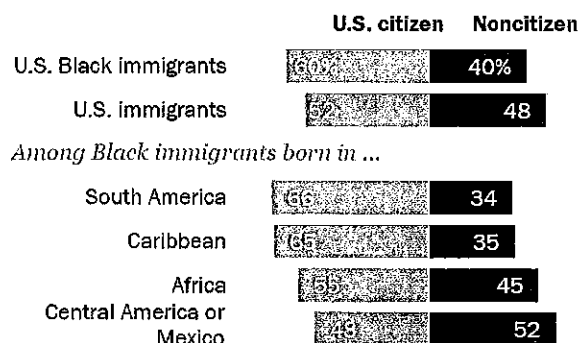 U.S. citizen Noncitizen
U.S. Black immigrants 60% 40%
U.S. immigrants 52 48
Among Black immigrants born in ...
South America 66 34
Caribbean 65 35
Africa 55 45
Central America or
Mexico 48 52